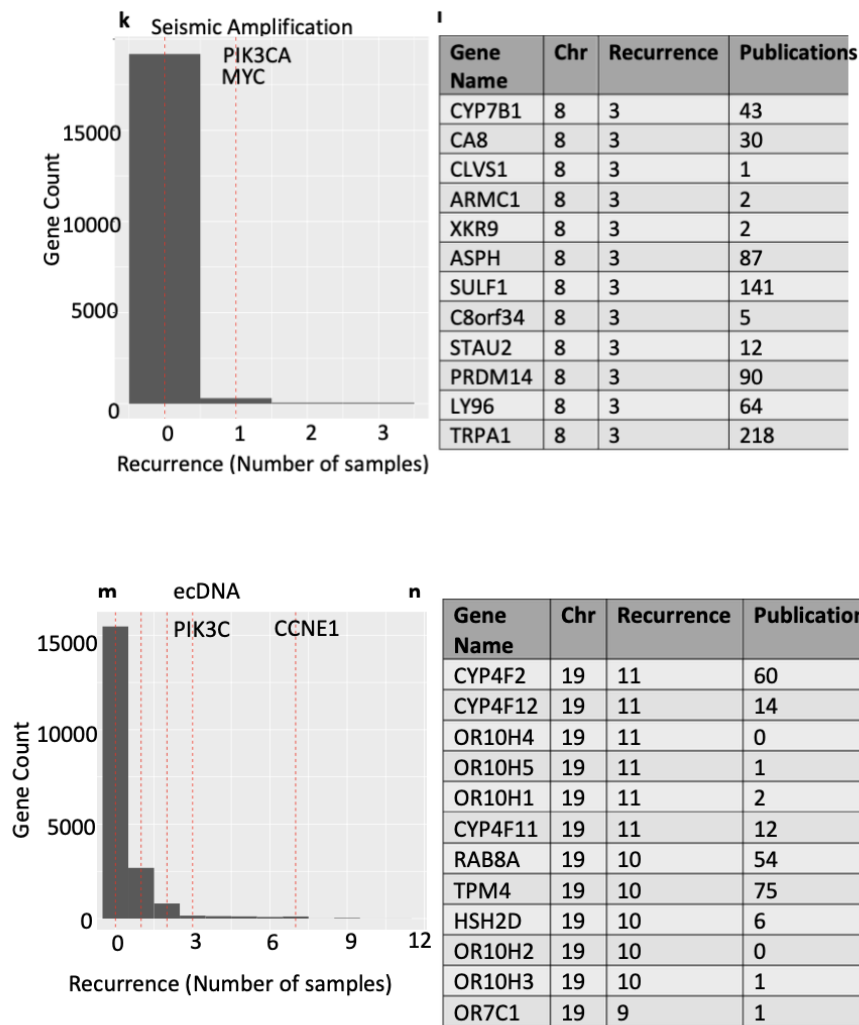 k
Seismic Amplification
PIK3CA
MYC
15000
10000
5000
0
Gene Count
0 1 2 3
Recurrence (Number of samples)
l
Gene Name Chr Recurrence Publications
CYP7B1 8 3 43
CA8 8 3 30
CLVS1 8 3 1
ARMC1 8 3 2
XKR9 8 3 2
ASPH 8 3 87
SULF1 8 3 141
C8orf34 8 3 5
STAU2 8 3 12
PRDM14 8 3 90
LY96 8 3 64
TRPA1 8 3 218
m
ecDNA
PIK3C CCNE1
15000
10000
5000
0
Gene Count
0 3 6 9 12
Recurrence (Number of samples)
n
Gene Name Chr Recurrence Publication
CYP4F2 19 11 60
CYP4F12 19 11 14
OR10H4 19 11 0
OR10H5 19 11 1
OR10H1 19 11 2
CYP4F11 19 11 12
RAB8A 19 10 54
TPM4 19 10 75
HSH2D 19 10 6
OR10H2 19 10 0
OR10H3 19 10 1
OR7C1 19 9 1